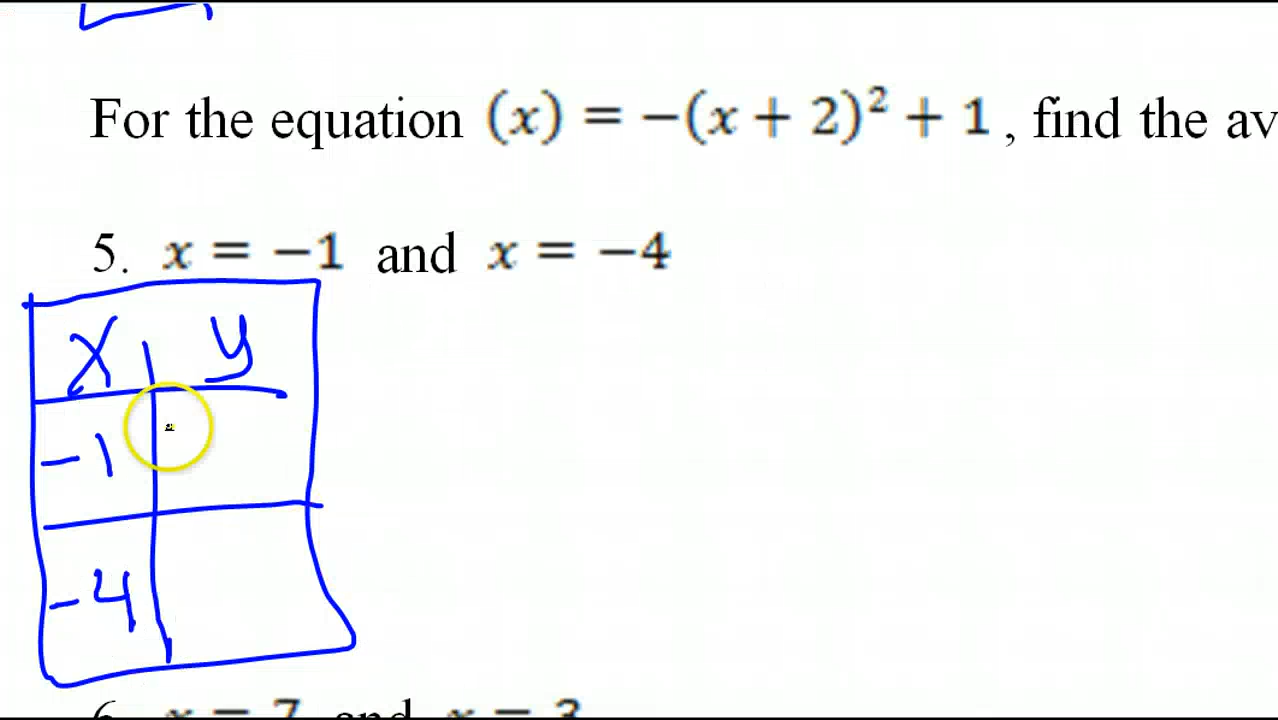 For the equation (x) = −(x + 2)² + 1 , find the av
5. x = −1 and x = −4
x y
−1
−4